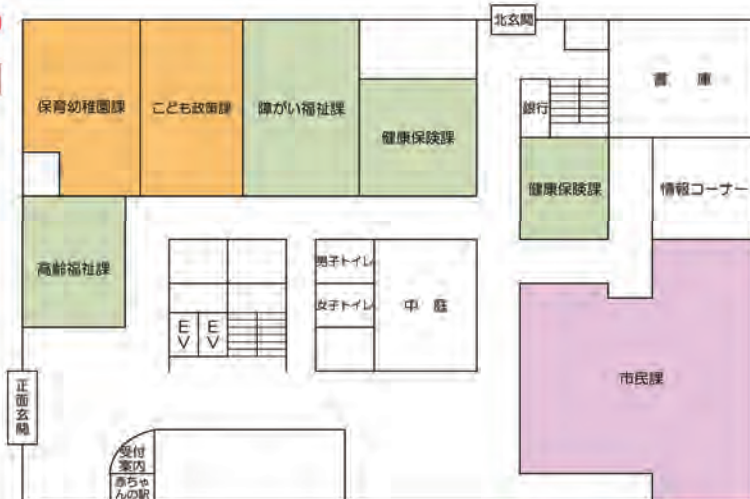 北玄関
保育幼稚園課
こども政策課
障がい福祉課
健康保険課
銀行
書 庫
健康保険課
情報コーナー
高齢福祉課
男子トイレ
女子トイレ
中 庭
EV
EV
市民課
正面玄関
受付
案内
赤ちゃ
んの駅